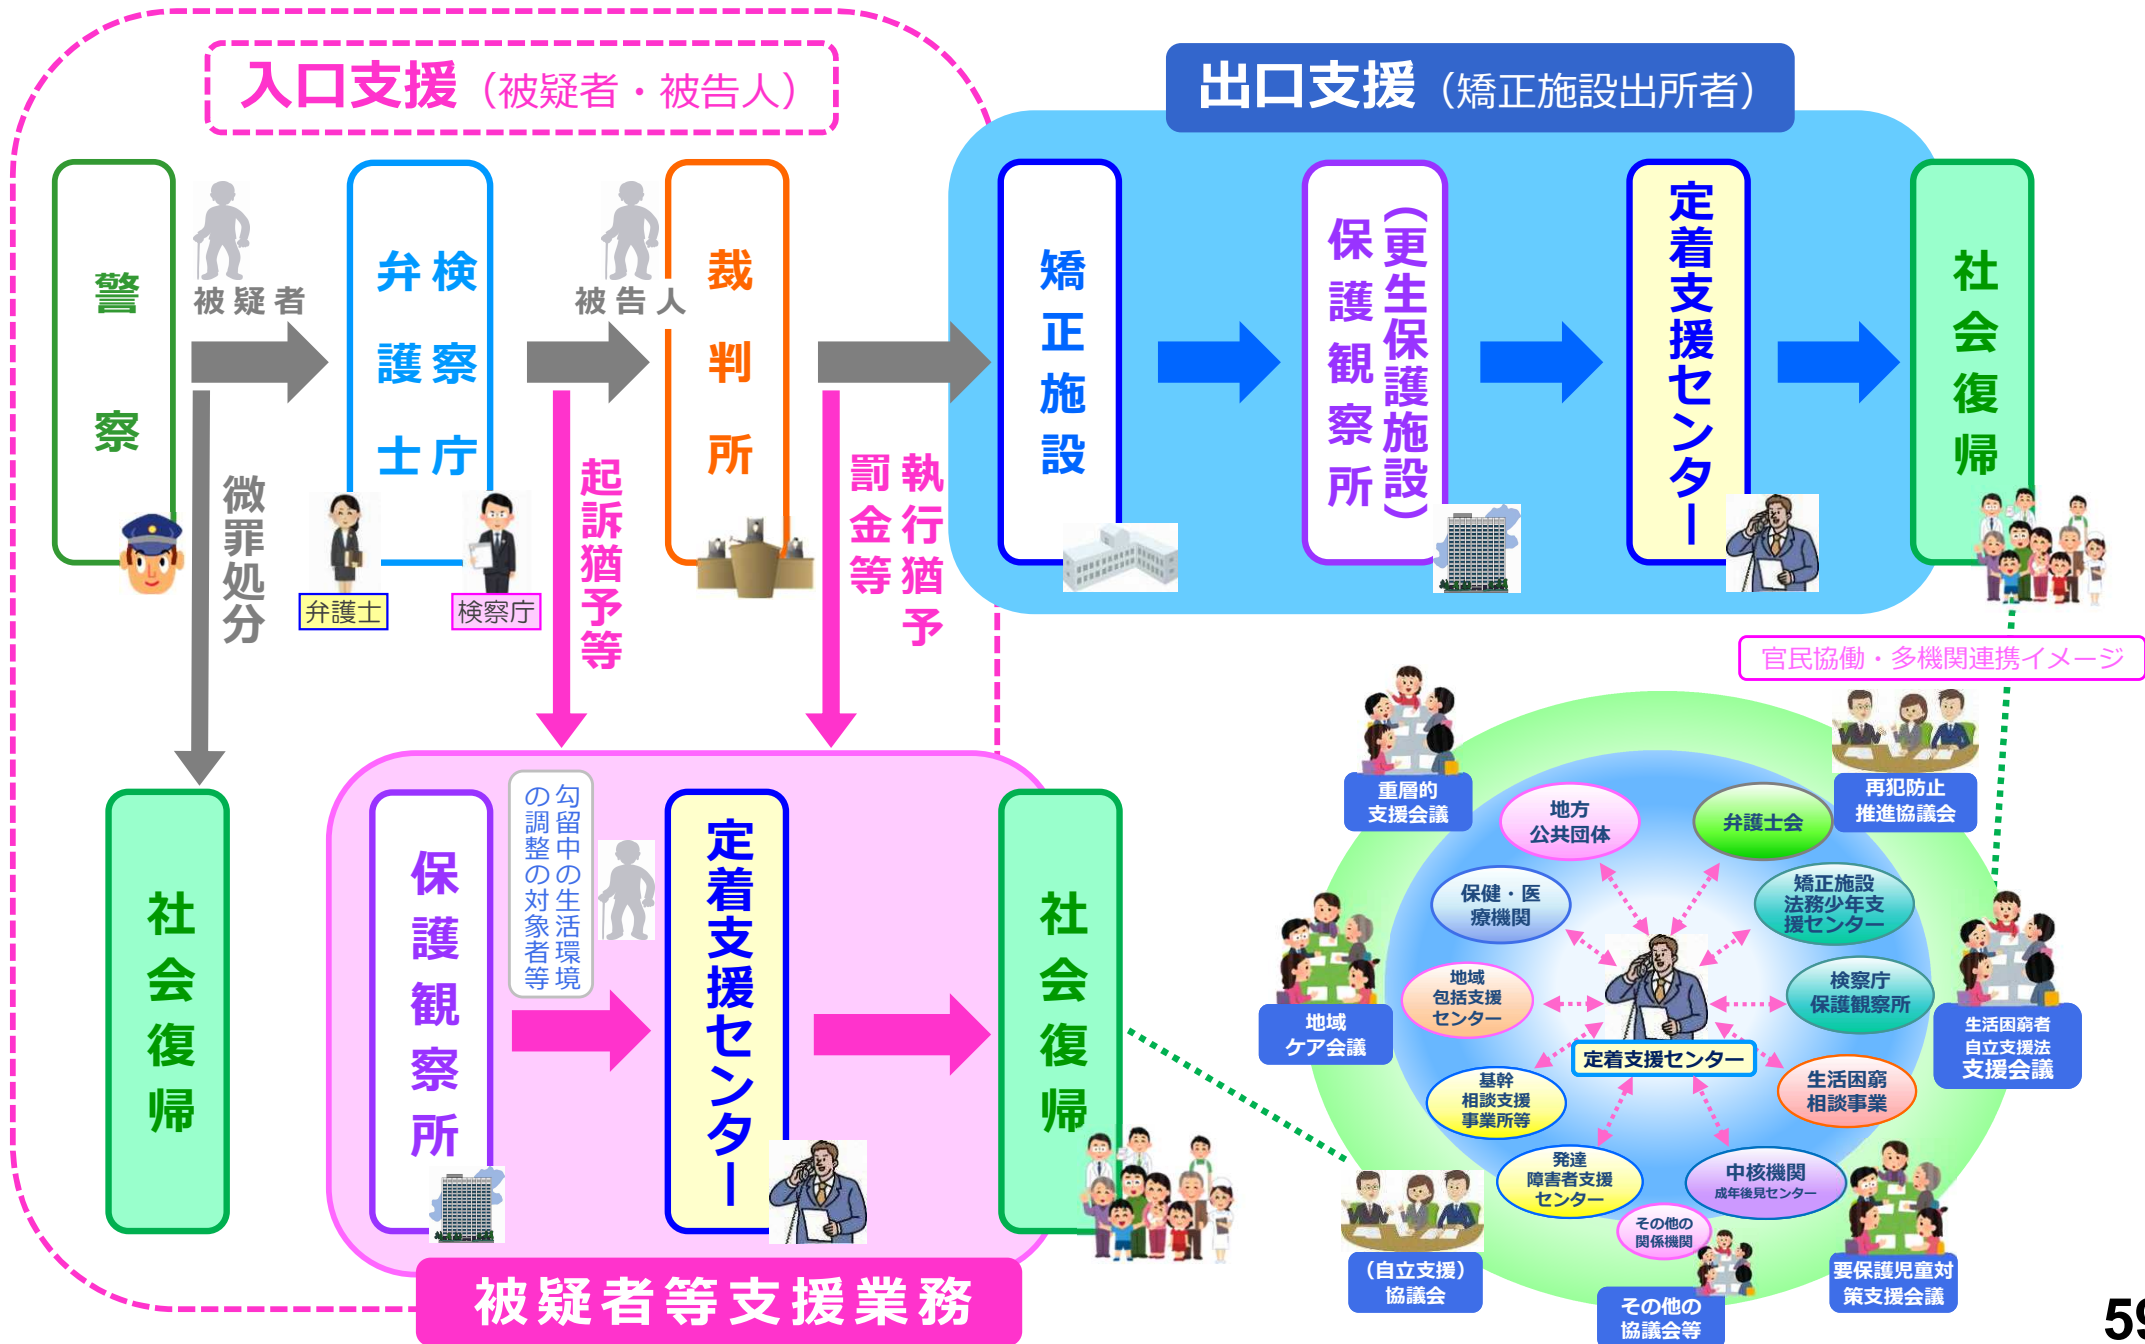 入口支援（被疑者・被告人）
出口支援（矯正施設出所者）
警察
被疑者
弁護士
検察庁
被告人
裁判所
矯正施設
保護観察所
（更生保護施設）
定着支援センター
社会復帰
弁護士
検察庁
微罪処分
起訴猶予等
執行猶予
罰金等
社会復帰
保護観察所
勾留中の生活環境
の調整の対象者等
定着支援センター
社会復帰
被疑者等支援業務
官民協働・多機関連携イメージ
重層的
支援会議
再犯防止
推進協議会
地方
公共団体
弁護士会
保健・医
療機関
矯正施設
法務少年支
援センター
地域
包括支援
センター
検察庁
保護観察所
地域
ケア会議
生活困窮者
自立支援法
支援会議
定着支援センター
基幹
相談支援
事業所等
生活困窮
相談事業
発達
障害者支援
センター
中核機関
成年後見センター
その他の
関係機関
（自立支援）
協議会
その他の
協議会等
要保護児童対
策支援会議
59